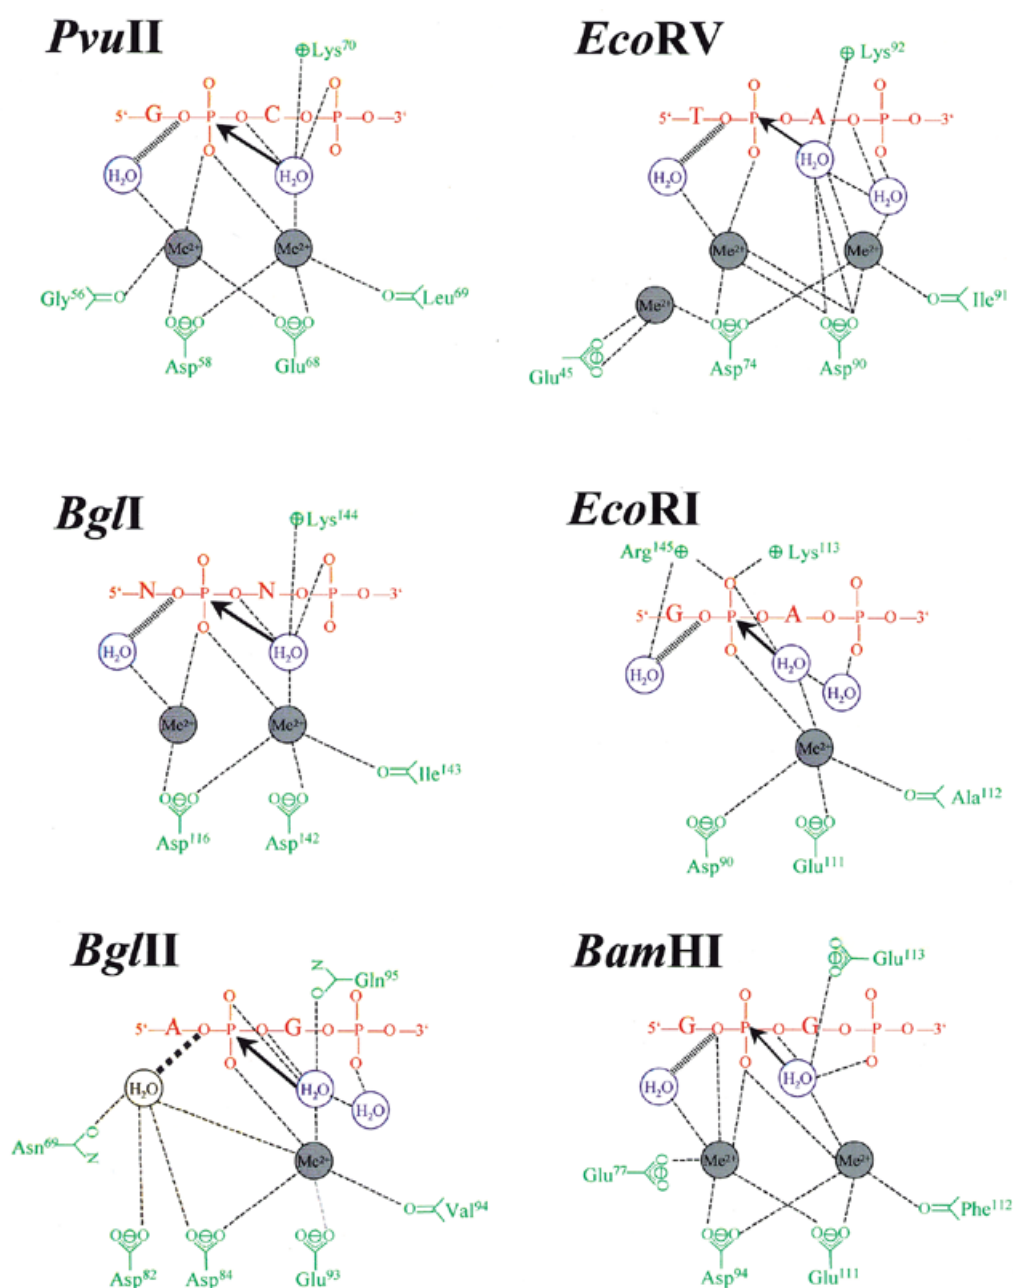 PvuII
Lys⁷⁰
O O
5‘ G O P O C O P O 3‘
O O
H₂O H₂O
Me²⁺ Me²⁺
Gly⁵⁶ O O Leu⁶⁹
O⊖O O⊖O
Asp⁵⁸ Glu⁶⁸
EcoRV
Lys⁹²
O O
5‘ T O P O A O P O 3‘
O O
H₂O H₂O H₂O
Me²⁺ Me²⁺
O Ile⁹¹
Me²⁺
O⊖O O⊖O O⊖O
Glu⁴⁵ Asp⁷⁴ Asp⁹⁰
BglI
Lys¹⁴⁴
O O
5‘ N O P O N O P O 3‘
O O
H₂O H₂O
Me²⁺ Me²⁺
O Ile¹⁴³
O⊖O O⊖O
Asp¹¹⁶ Asp¹⁴²
EcoRI
Arg¹⁴⁵ Lys¹¹³
O O
5‘ G O P O A O P O 3‘
O O
H₂O H₂O H₂O
Me²⁺
O Ala¹¹²
O⊖O O⊖O
Asp⁹⁰ Glu¹¹¹
BglII
N
O Gln⁹⁵
O O
5‘ A O P O G O P O 3‘
O O
H₂O H₂O H₂O
Asn⁶⁹ O
N
Me²⁺
O Val⁹⁴
O⊖O O⊖O O⊖O
Asp⁸² Asp⁸⁴ Glu⁹³
BamHI
O⊖O Glu¹¹³
O O
5‘ G O P O G O P O 3‘
O O
H₂O H₂O
Me²⁺ Me²⁺
Glu⁷⁷ O⊖O
O Phe¹¹²
O⊖O O⊖O
Asp⁹⁴ Glu¹¹¹